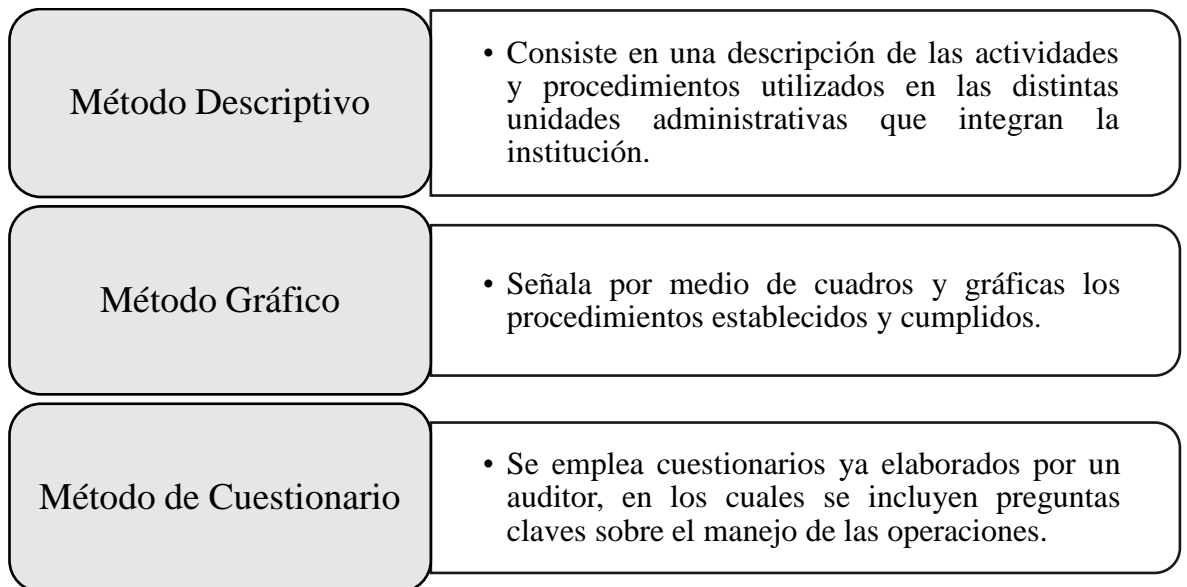 Método Descriptivo
• Consiste en una descripción de las actividades
y procedimientos utilizados en las distintas
unidades administrativas que integran la
institución.
Método Gráfico
• Señala por medio de cuadros y gráficas los
procedimientos establecidos y cumplidos.
Método de Cuestionario
• Se emplea cuestionarios ya elaborados por un
auditor, en los cuales se incluyen preguntas
claves sobre el manejo de las operaciones.